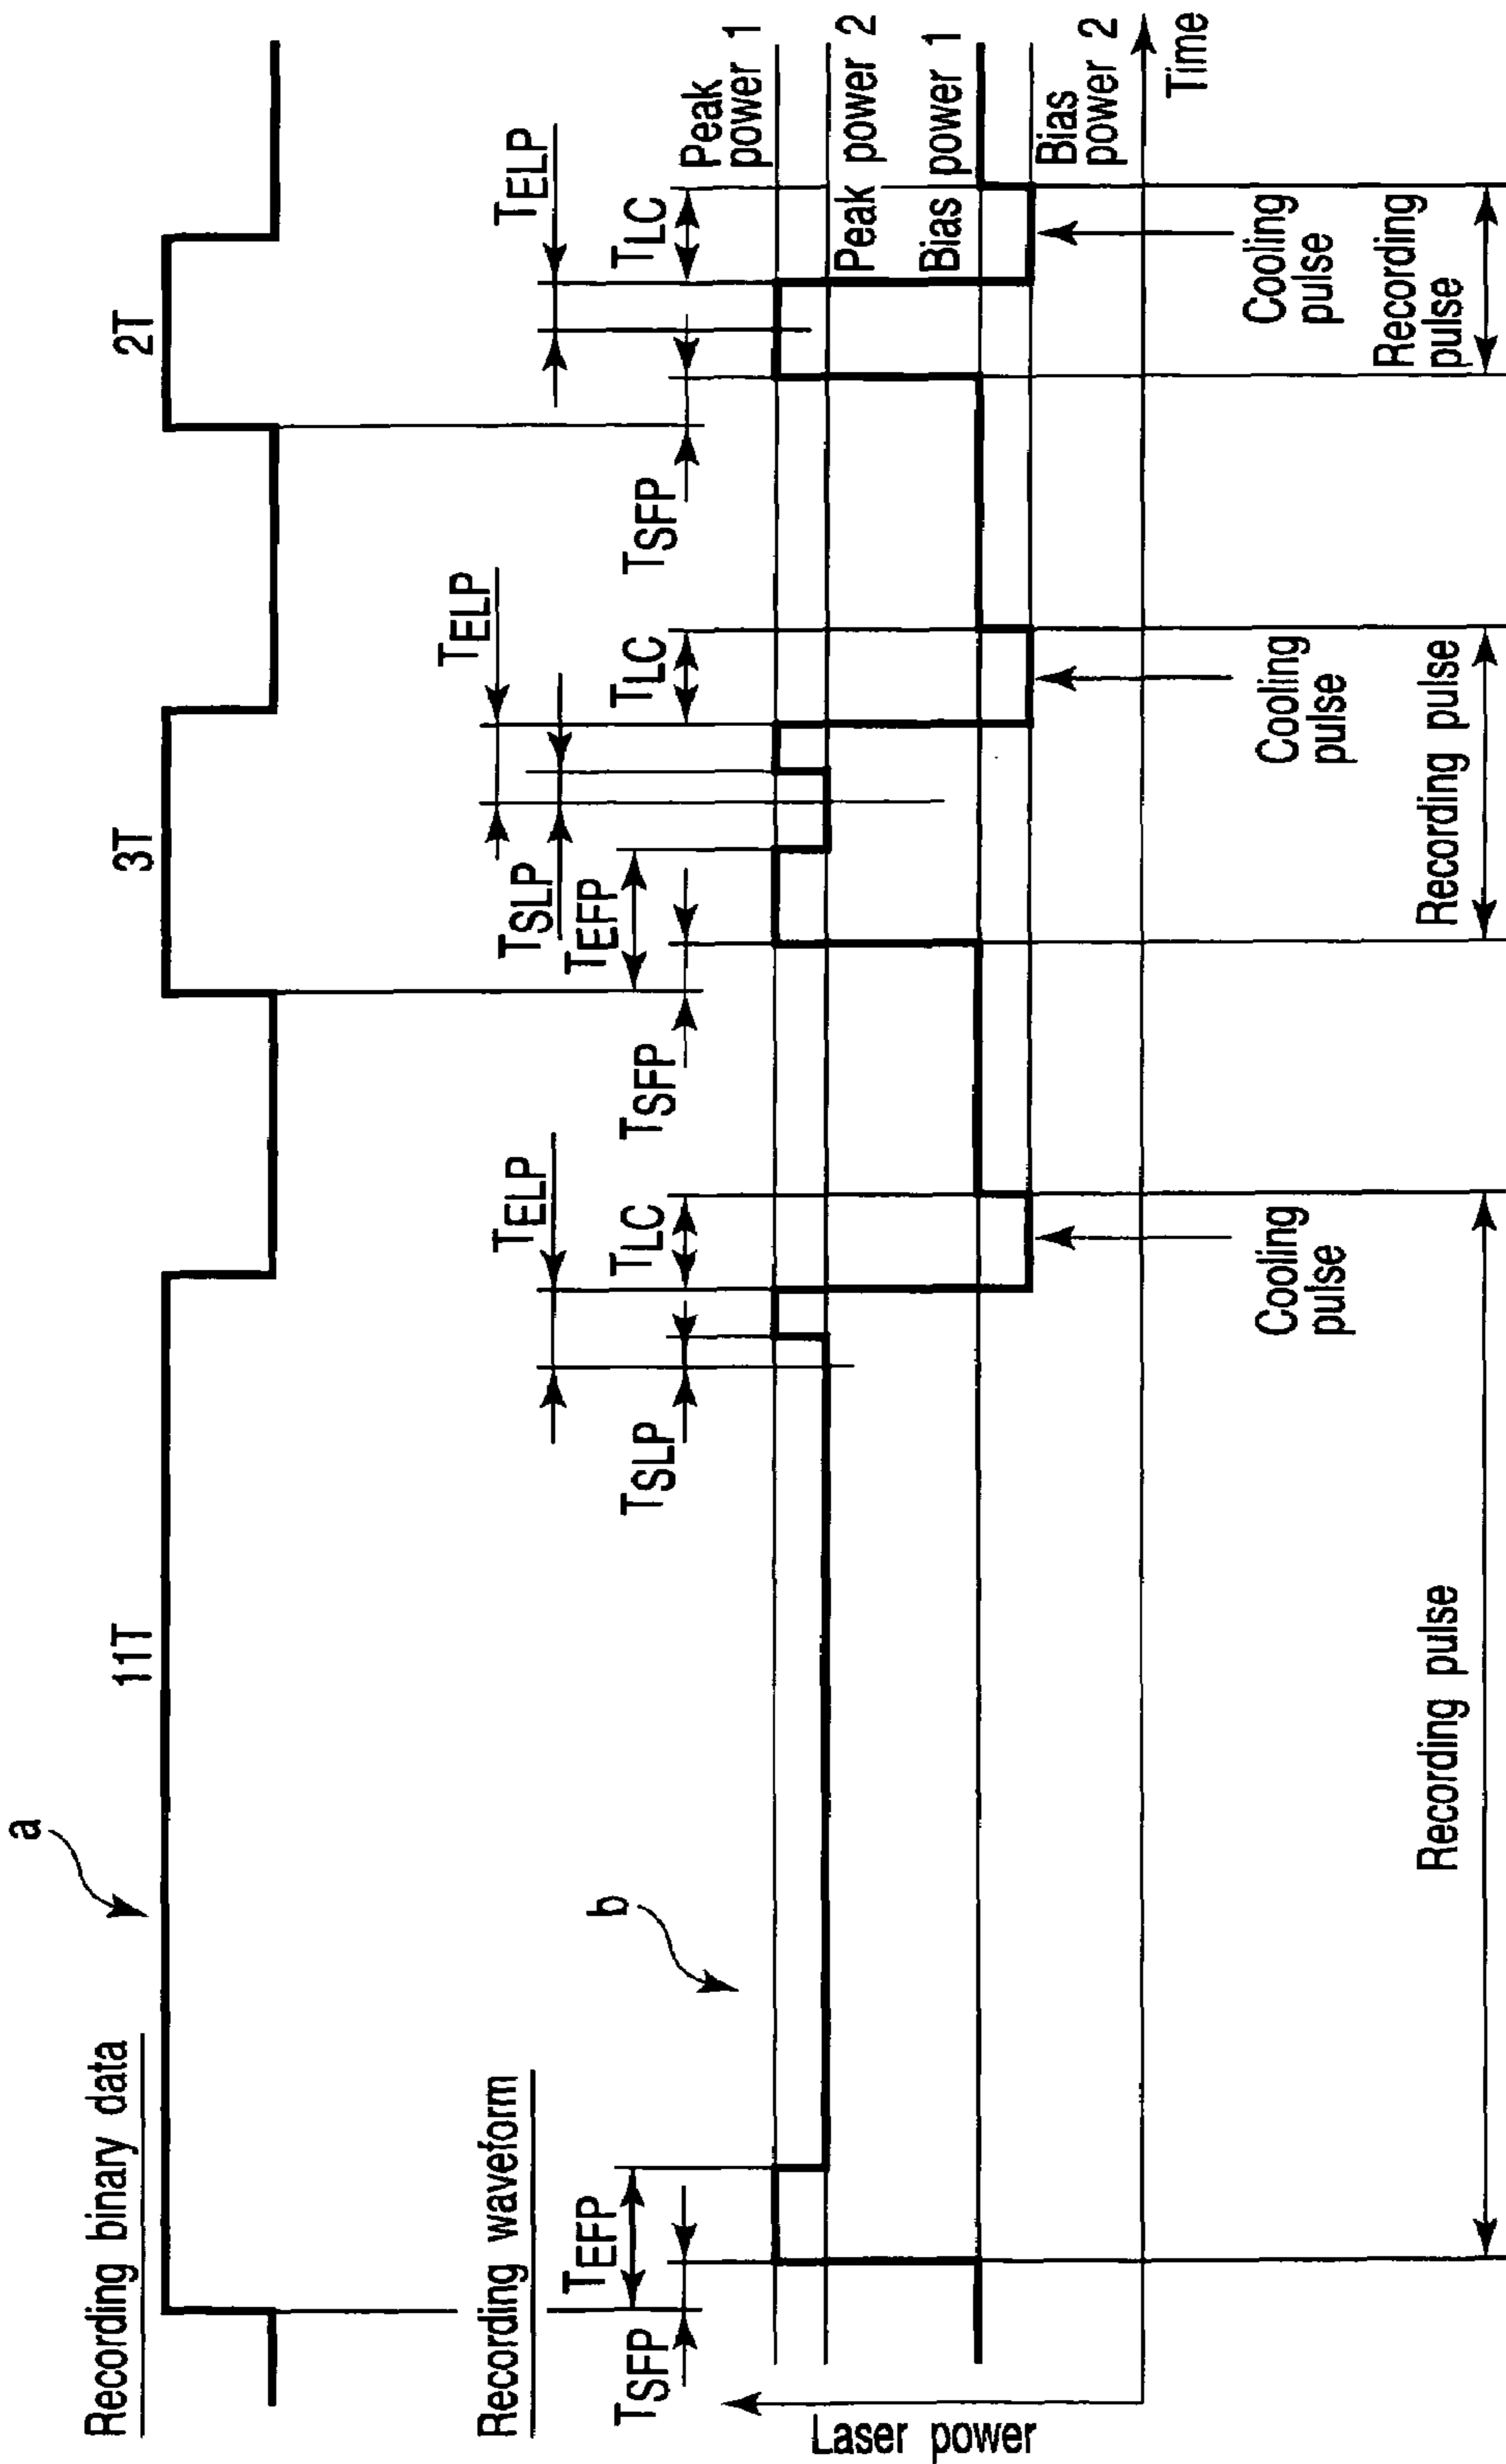 Recording binary data
a
11T
3T
2T
Recording waveform
b
TSFP
TEFP
TSLP
TELP
TLC
TSFP
TEFP
TSLP
TELP
TLC
TSFP
TELP
TLC
Peak
power 1
Peak power 2
Bias power 1
Bias
power 2
Time
Laser power
Cooling
pulse
Cooling
pulse
Cooling
pulse
Recording pulse
Recording pulse
Recording
pulse